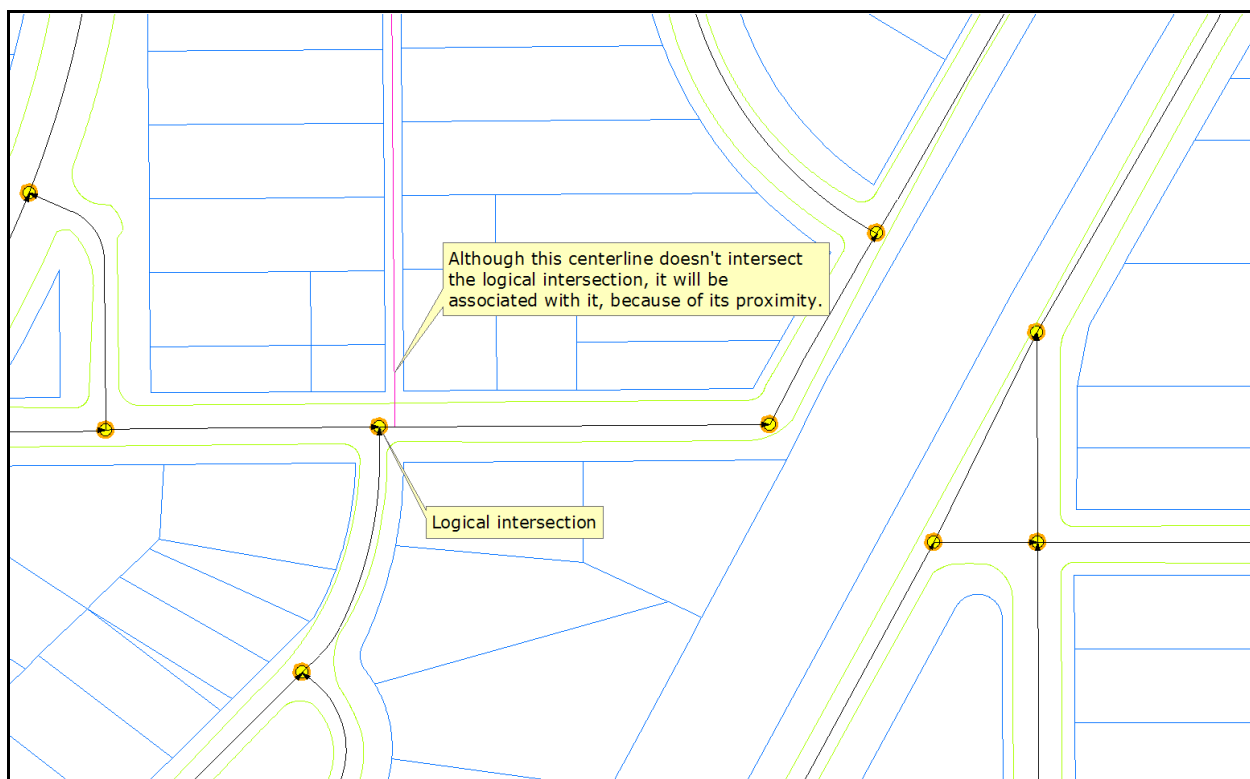 Although this centerline doesn't intersect
the logical intersection, it will be
associated with it, because of its proximity.
Logical intersection